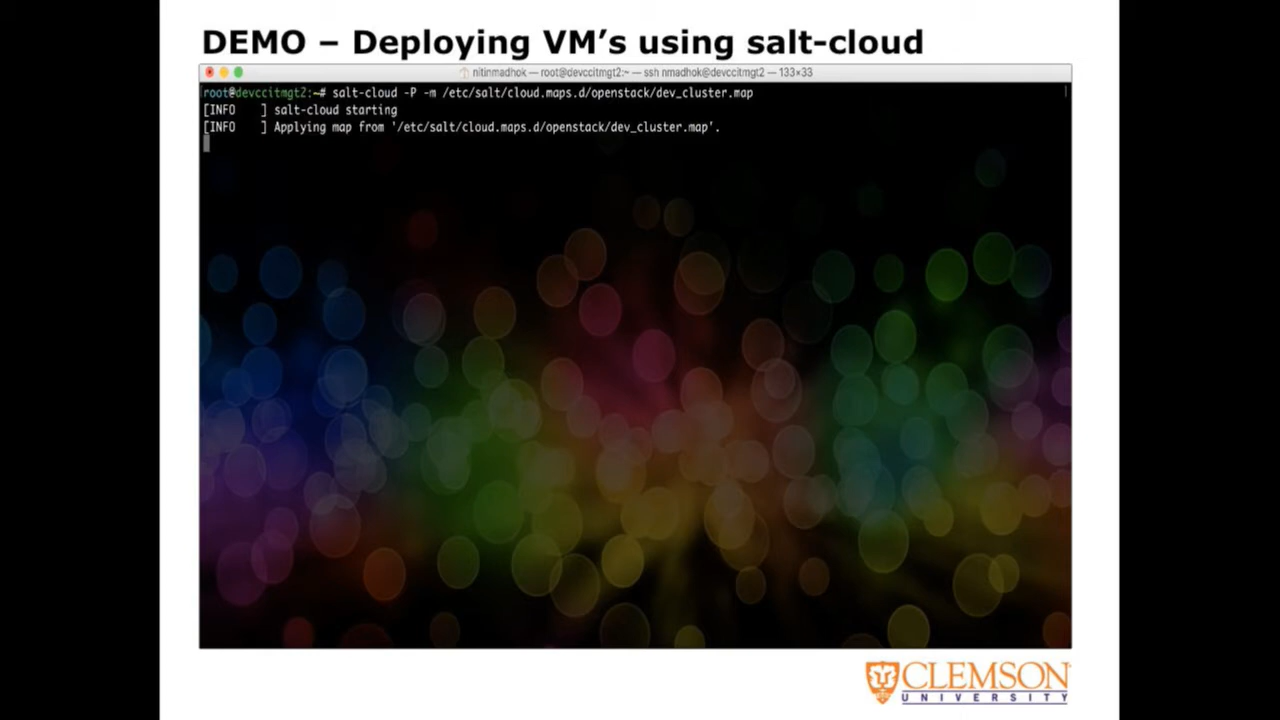 DEMO – Deploying VM’s using salt-cloud
nitinmadhok — root@devccitmgt2:~ — ssh nmadhok@devccitmgt2 — 133×33
root@devccitmgt2:~# salt-cloud -P -m /etc/salt/cloud.maps.d/openstack/dev_cluster.map
[INFO    ] salt-cloud starting
[INFO    ] Applying map from '/etc/salt/cloud.maps.d/openstack/dev_cluster.map'.
CLEMSON
UNIVERSITY